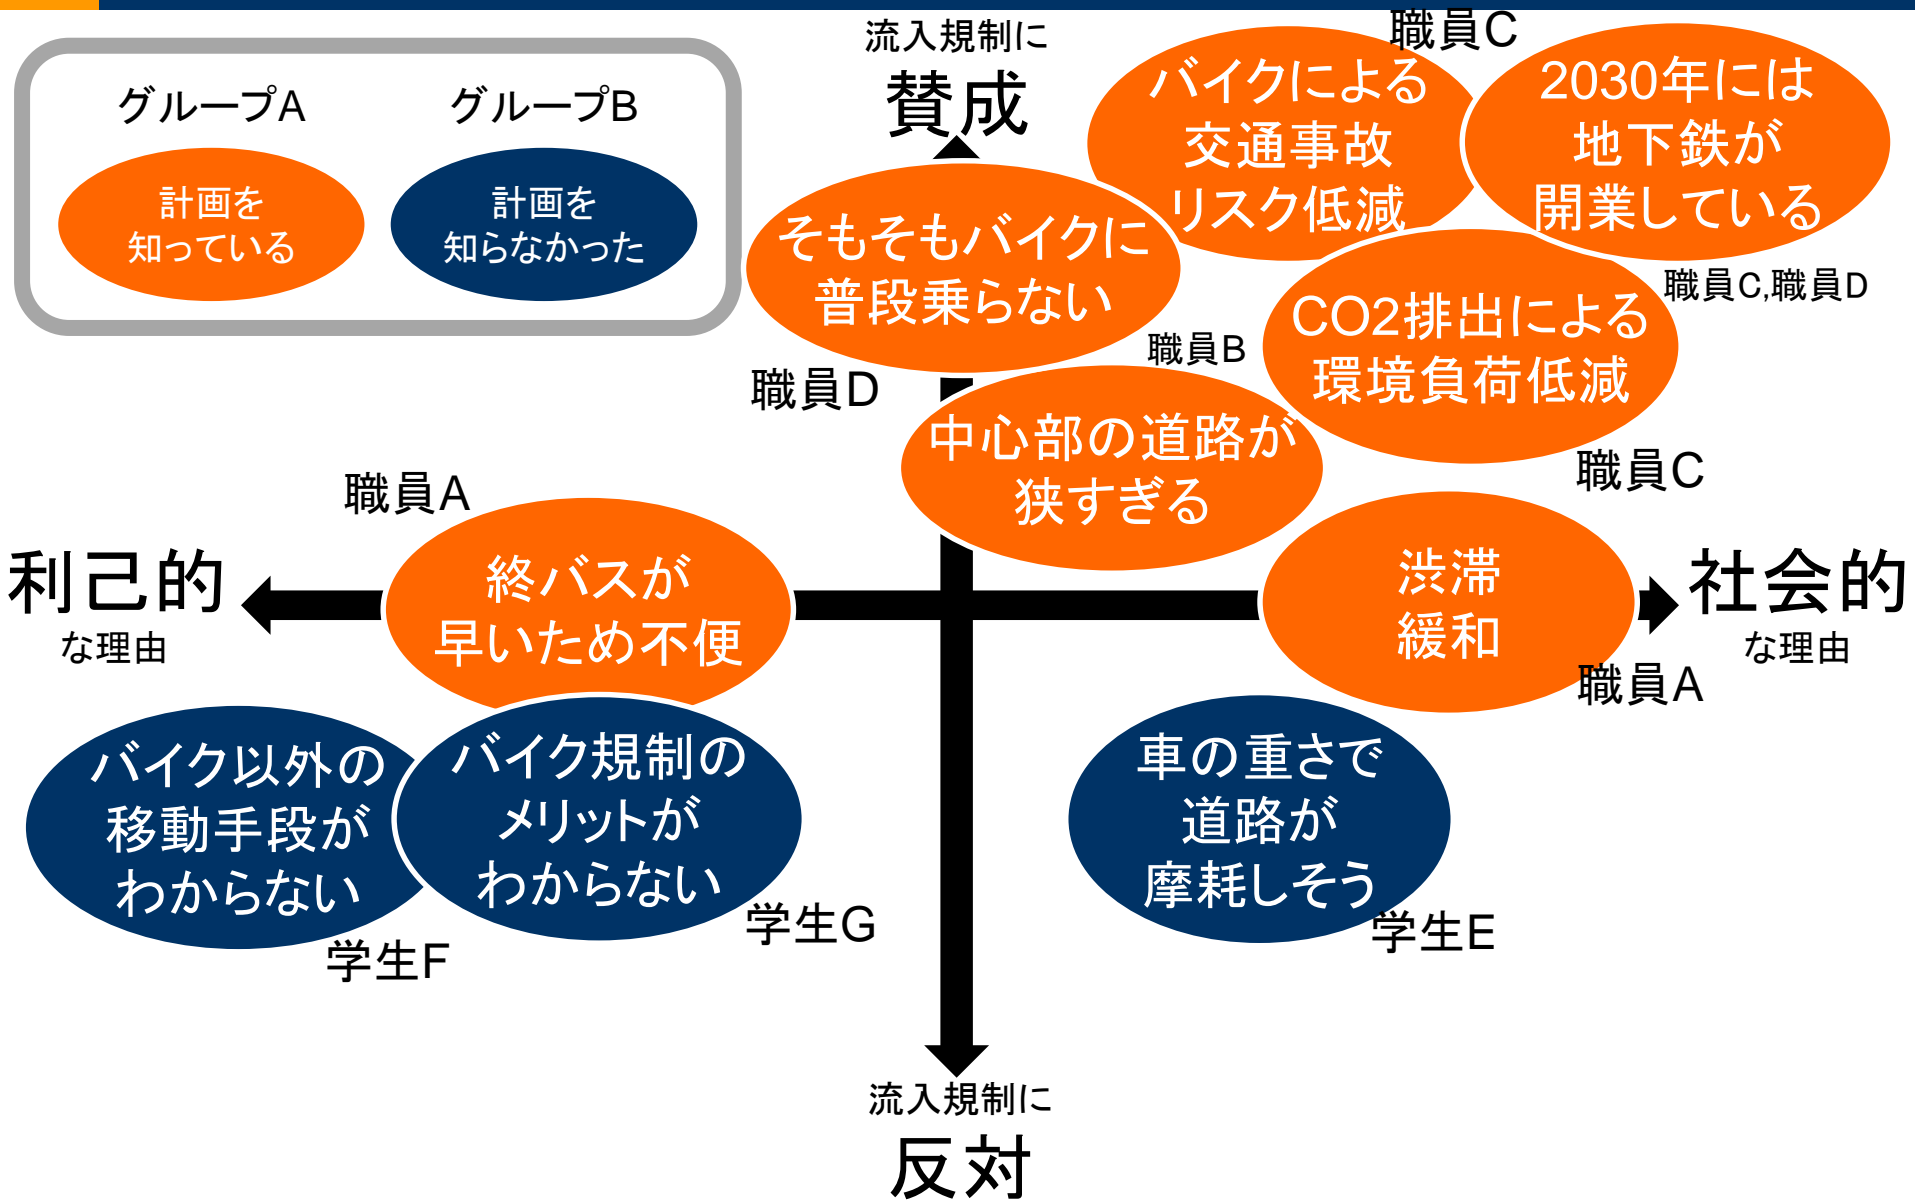 グループA
グループB
計画を
知っている
計画を
知らなかった
流入規制に
賛成
職員C
バイクによる
交通事故
リスク低減
2030年には
地下鉄が
開業している
職員C,職員D
そもそもバイクに
普段乗らない
職員D
職員B
CO2排出による
環境負荷低減
職員C
中心部の道路が
狭すぎる
職員A
終バスが
早いため不便
渋滞
緩和
職員A
利己的
な理由
社会的
な理由
バイク以外の
移動手段が
わからない
学生F
バイク規制の
メリットが
わからない
学生G
車の重さで
道路が
摩耗しそう
学生E
流入規制に
反対